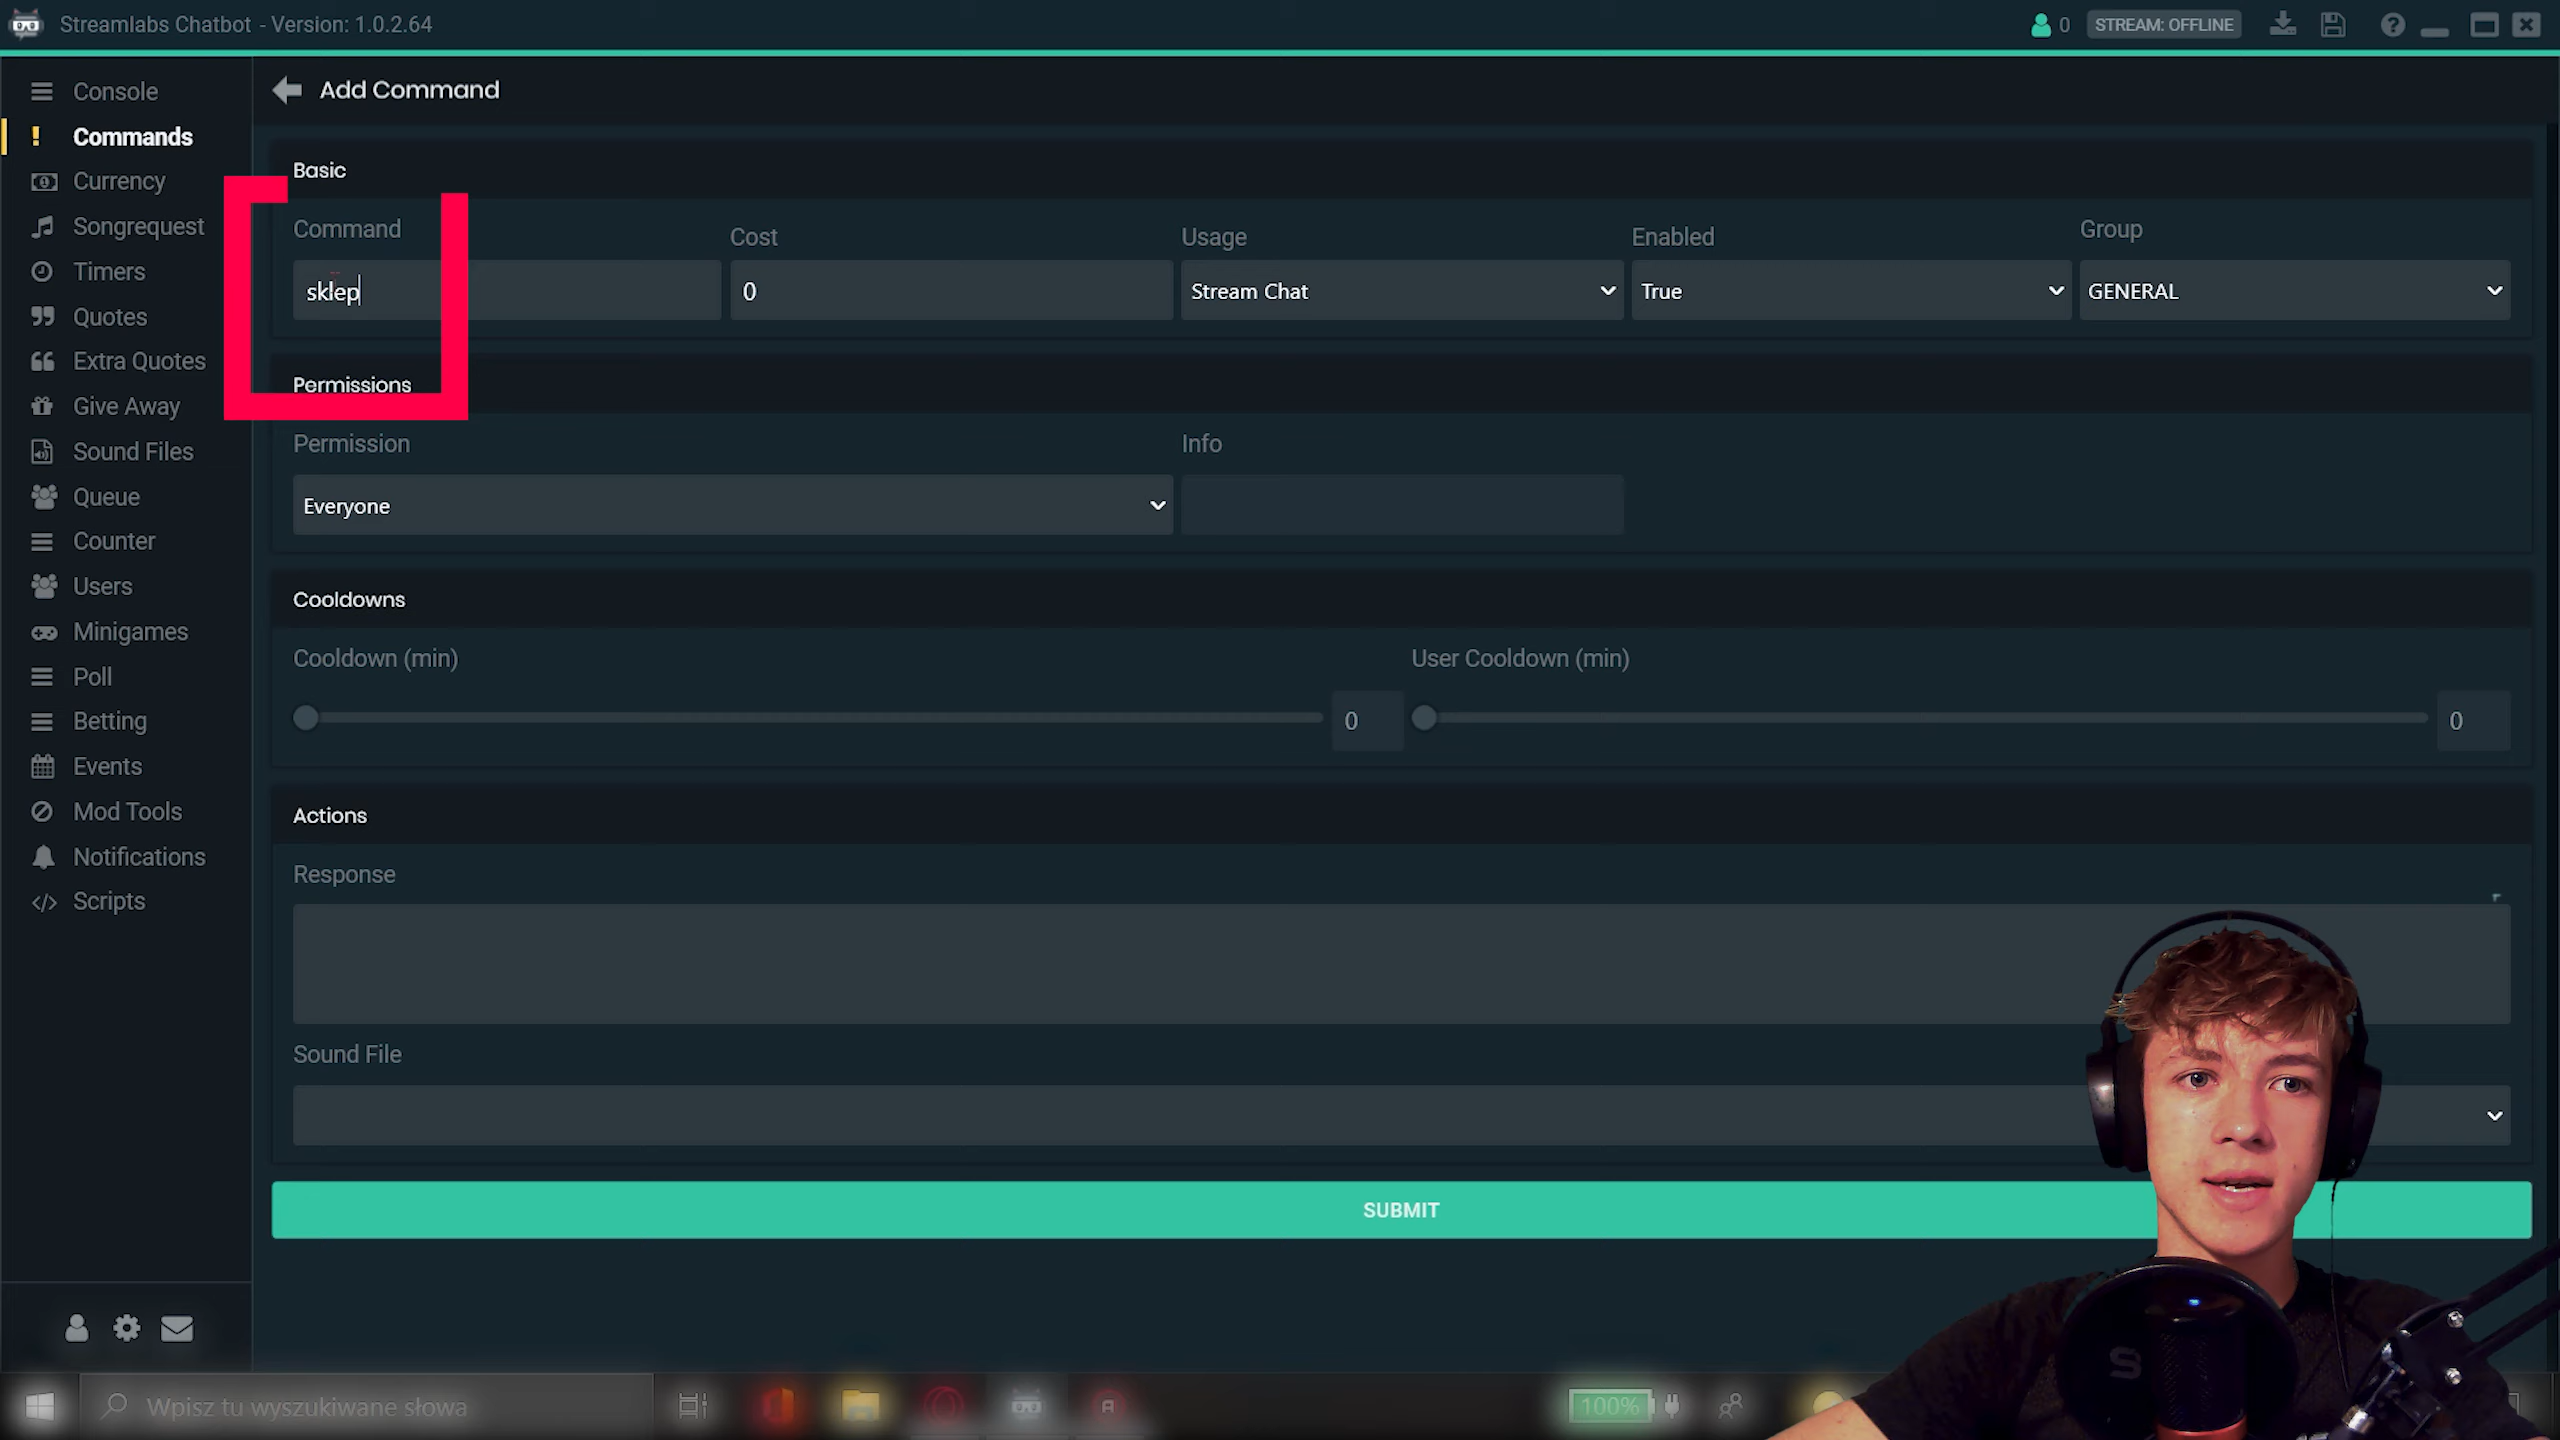 Streamlabs Chatbot - Version: 1.0.2.64
0
STREAM: OFFLINE
Console
Commands
Currency
Songrequest
Timers
Quotes
Extra Quotes
Give Away
Sound Files
Queue
Counter
Users
Minigames
Poll
Betting
Events
Mod Tools
Notifications
Scripts
Add Command
Basic
Command
Cost
Usage
Enabled
Group
sklep
0
Stream Chat
True
GENERAL
Permissions
Permission
Info
Everyone
Cooldowns
Cooldown (min)
User Cooldown (min)
0
0
Actions
Response
Sound File
SUBMIT
Wpisz tu wyszukiwane słowa
100%